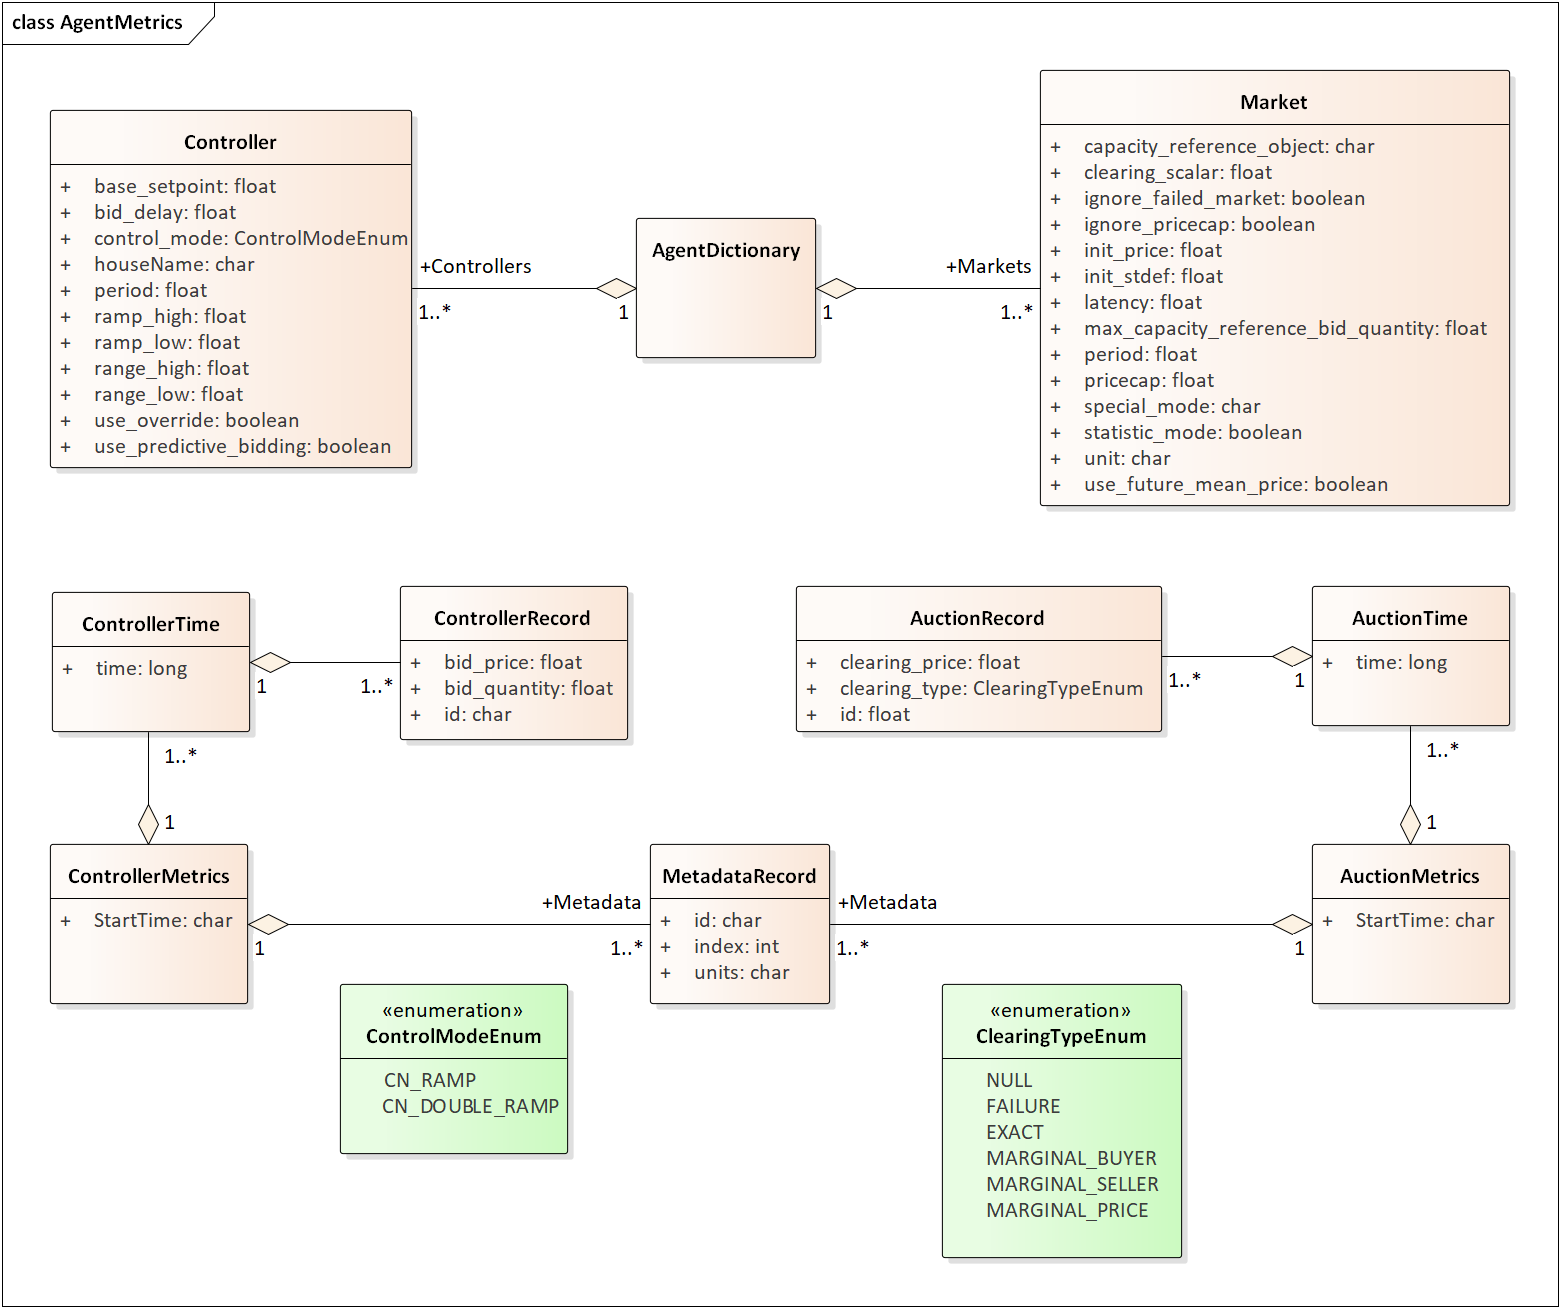 class AgentMetrics
Controller
+ base_setpoint: float
+ bid_delay: float
+ control_mode: ControlModeEnum
+ houseName: char
+ period: float
+ ramp_high: float
+ ramp_low: float
+ range_high: float
+ range_low: float
+ use_override: boolean
+ use_predictive_bidding: boolean
+Controllers
1..*
1
AgentDictionary
1
+Markets
1..*
Market
+ capacity_reference_object: char
+ clearing_scalar: float
+ ignore_failed_market: boolean
+ ignore_pricecap: boolean
+ init_price: float
+ init_stdef: float
+ latency: float
+ max_capacity_reference_bid_quantity: float
+ period: float
+ pricecap: float
+ special_mode: char
+ statistic_mode: boolean
+ unit: char
+ use_future_mean_price: boolean
ControllerTime
+ time: long
1
1..*
ControllerRecord
+ bid_price: float
+ bid_quantity: float
+ id: char
AuctionRecord
+ clearing_price: float
+ clearing_type: ClearingTypeEnum
+ id: float
1..*
1
AuctionTime
+ time: long
1..*
1
1..*
1
ControllerMetrics
+ StartTime: char
1
+Metadata
1..*
MetadataRecord
+ id: char
+ index: int
+ units: char
+Metadata
1..*
1
AuctionMetrics
+ StartTime: char
«enumeration»
ControlModeEnum
CN_RAMP
CN_DOUBLE_RAMP
«enumeration»
ClearingTypeEnum
NULL
FAILURE
EXACT
MARGINAL_BUYER
MARGINAL_SELLER
MARGINAL_PRICE